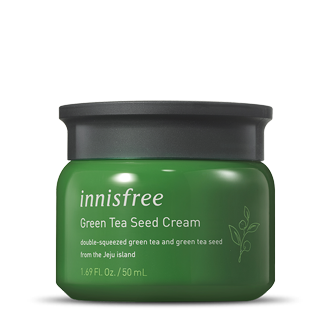 innisfree
Green Tea Seed Cream
double-squeezed green tea and green tea seed
from the Jeju island
1.69 Fl. Oz. / 50 mL